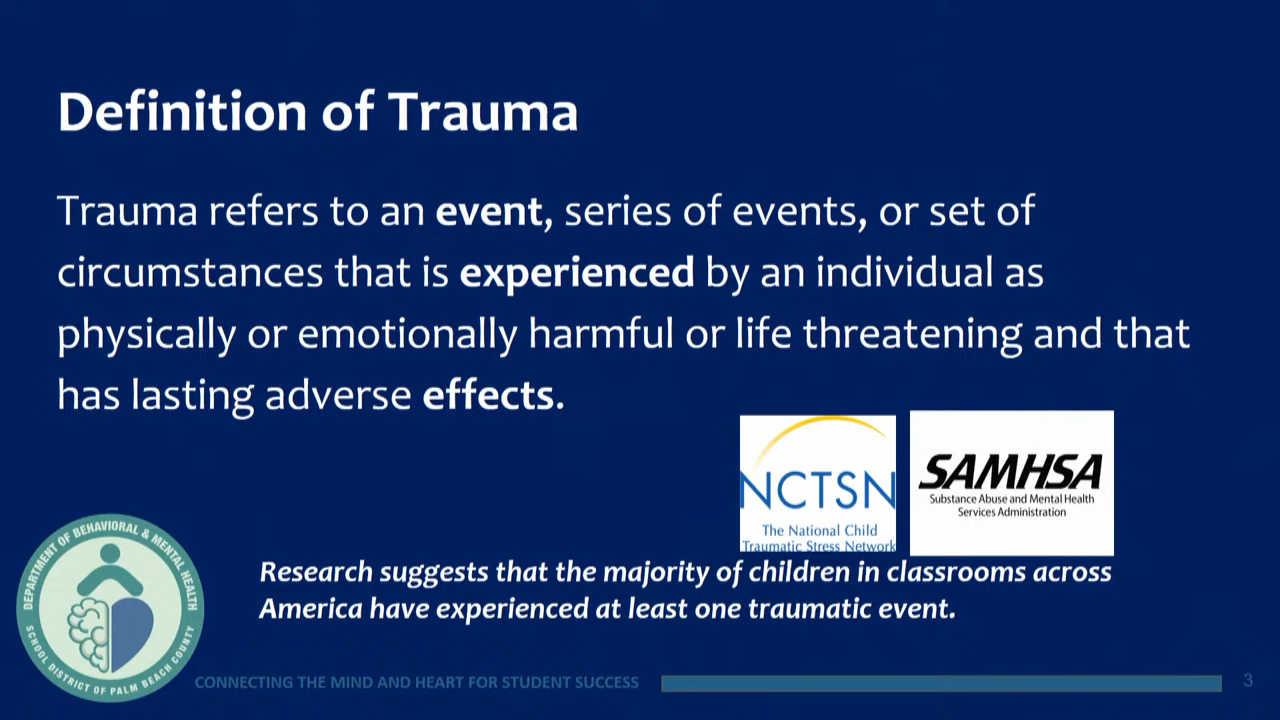 Definition of Trauma
Trauma refers to an event, series of events, or set of
circumstances that is experienced by an individual as
physically or emotionally harmful or life threatening and that
has lasting adverse effects.
NCTSN
The National Child
Traumatic Stress Network
SAMHSA
Substance Abuse and Mental Health
Services Administration
Research suggests that the majority of children in classrooms across
America have experienced at least one traumatic event.
DEPARTMENT OF BEHAVIORAL & MENTAL HEALTH
SCHOOL DISTRICT OF PALM BEACH COUNTY
CONNECTING THE MIND AND HEART FOR STUDENT SUCCESS
3